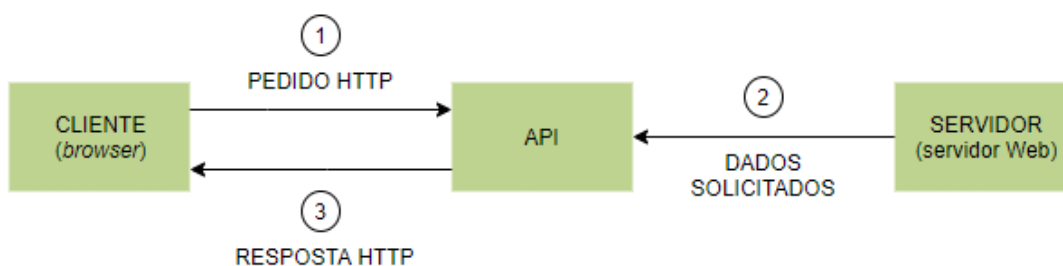 1
PEDIDO HTTP
CLIENTE
(browser)
API
2
DADOS
SOLICITADOS
SERVIDOR
(servidor Web)
3
RESPOSTA HTTP